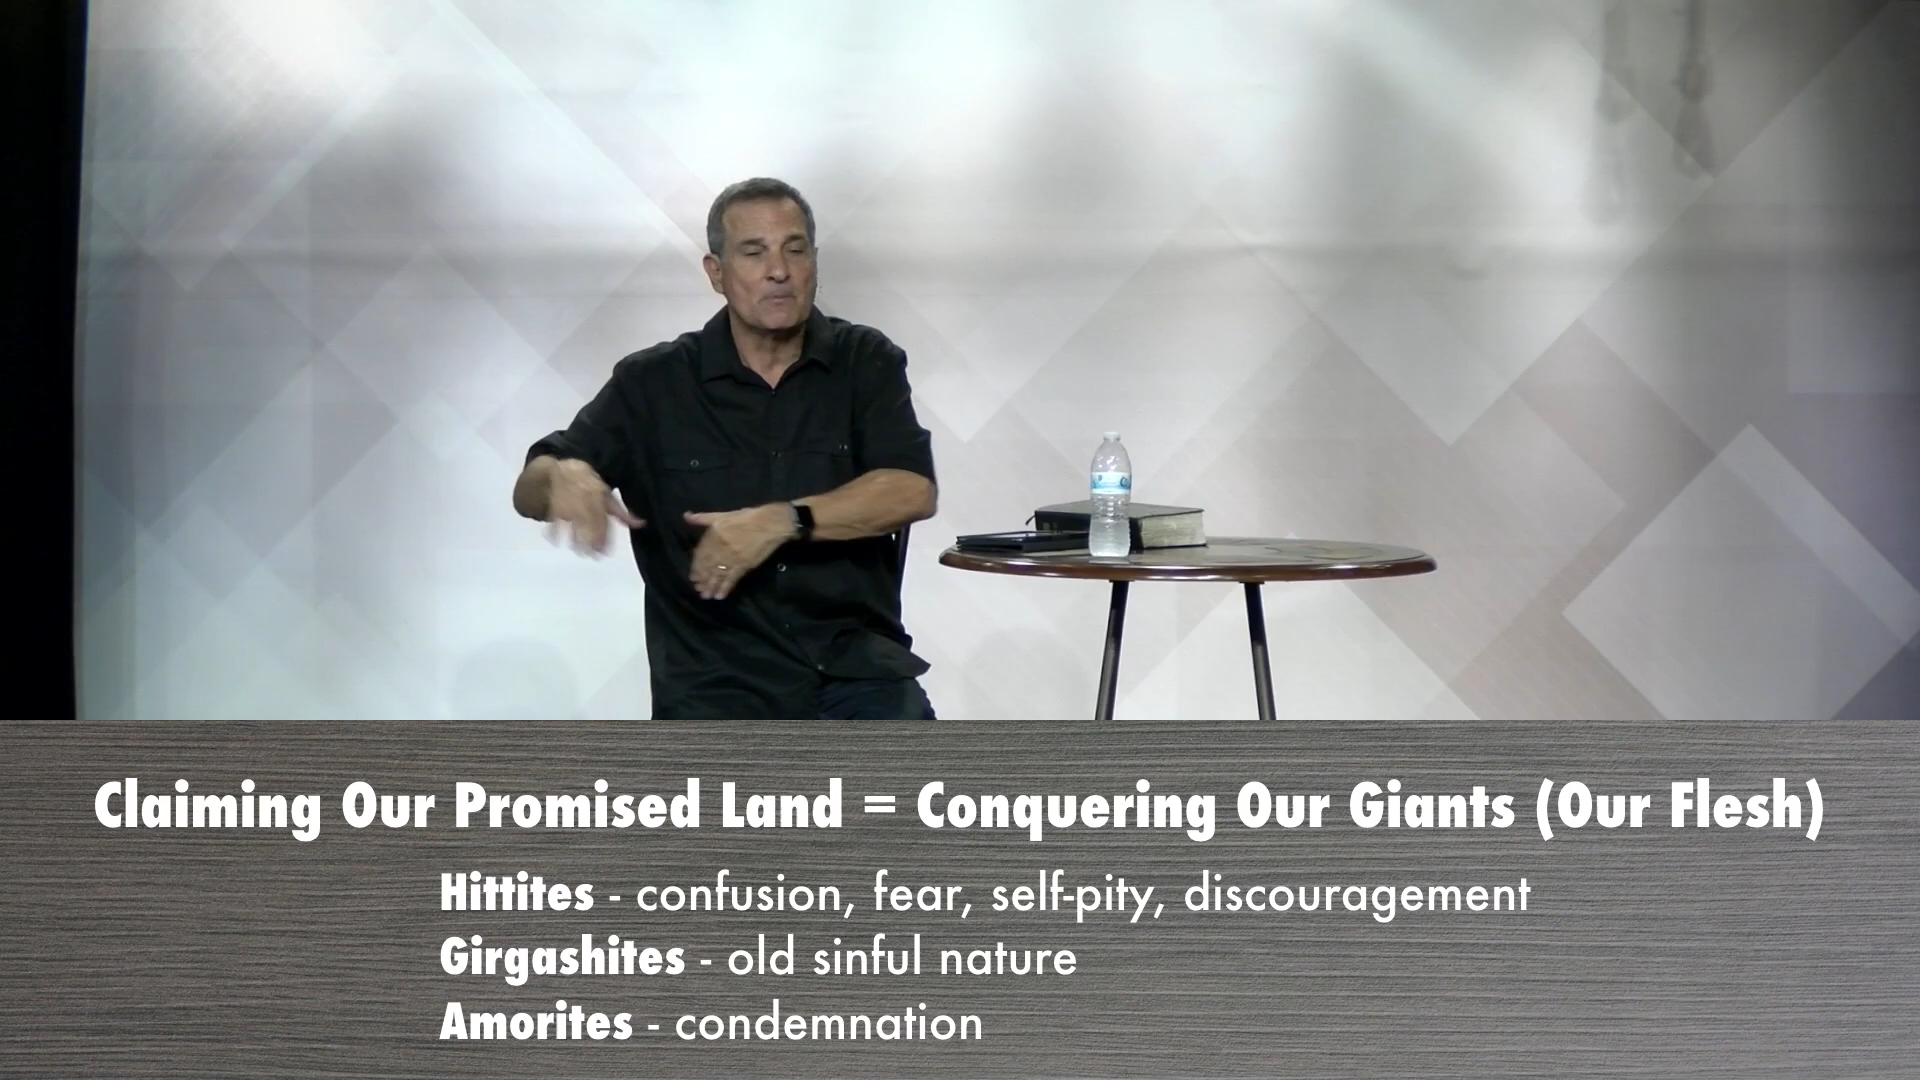 Claiming Our Promised Land = Conquering Our Giants (Our Flesh)
Hittites - confusion, fear, self-pity, discouragement
Girgashites - old sinful nature
Amorites - condemnation